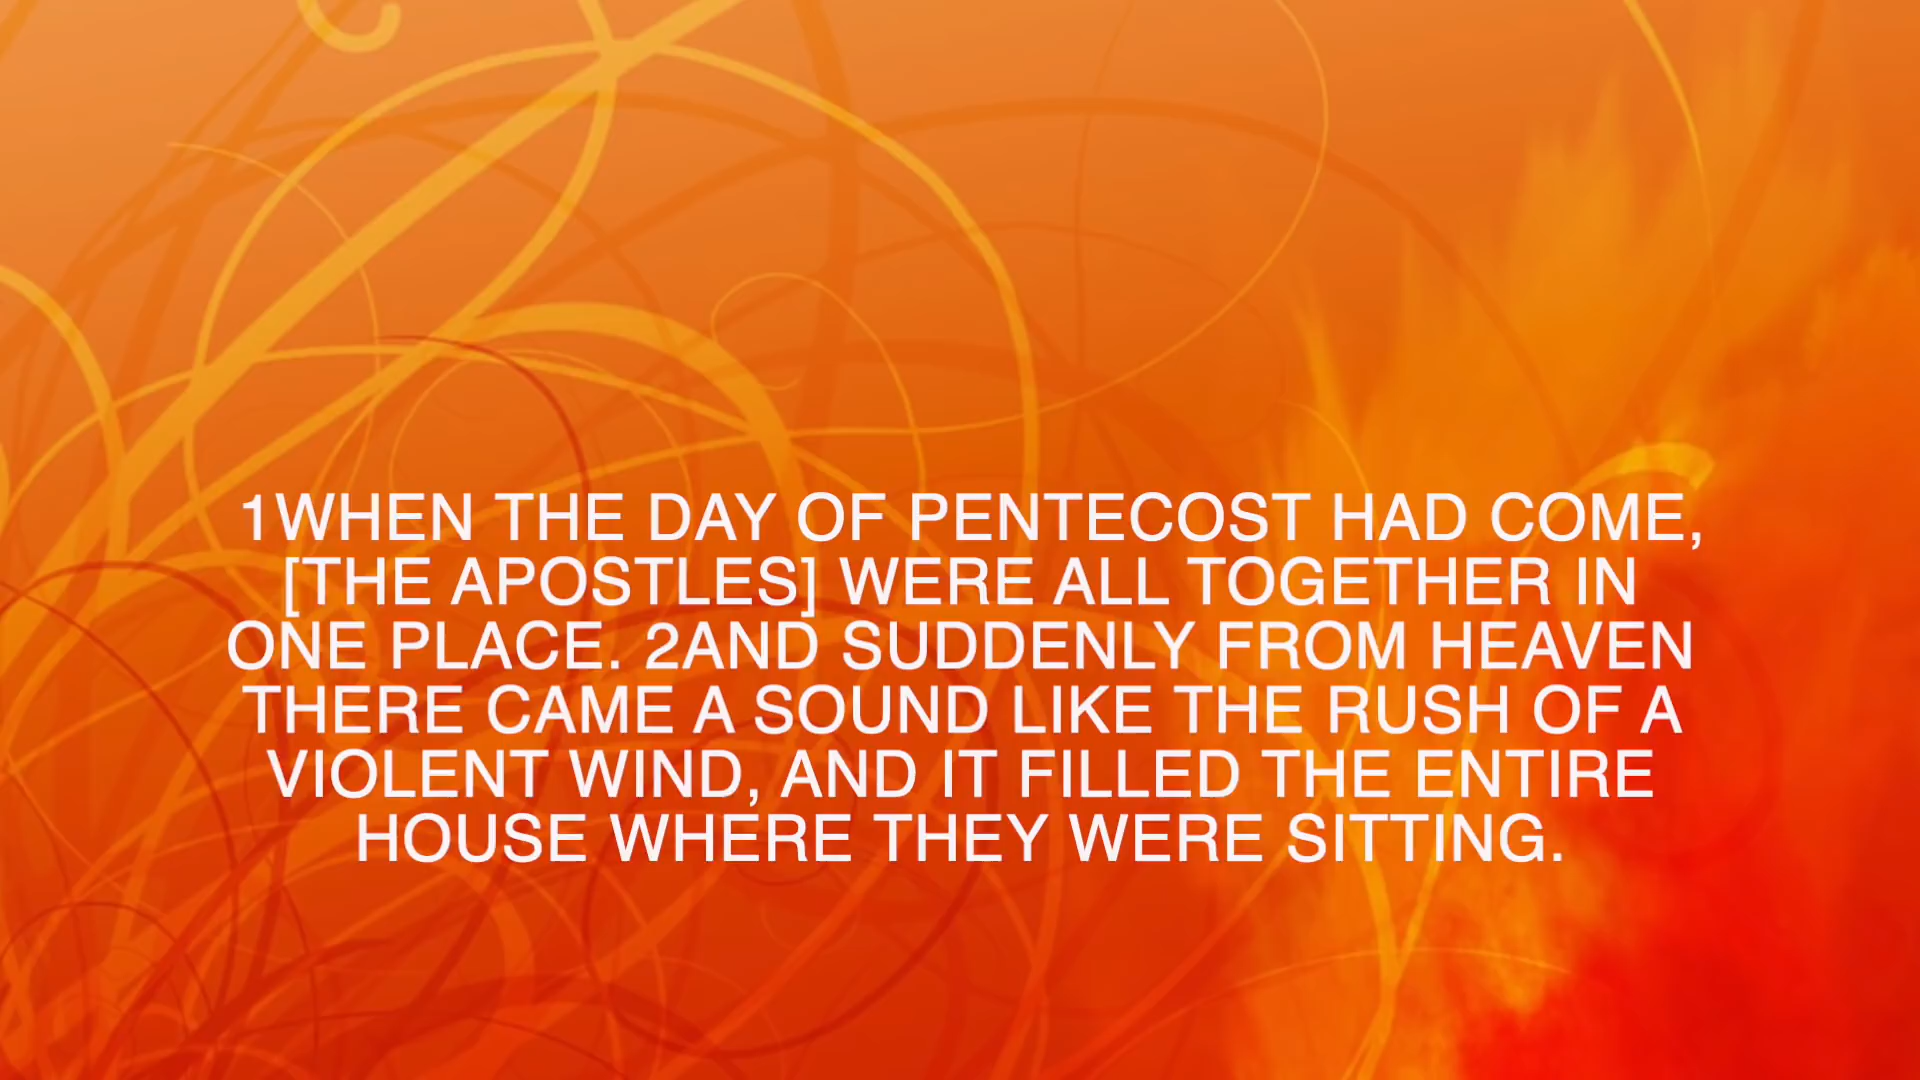 1WHEN THE DAY OF PENTECOST HAD COME,
[THE APOSTLES] WERE ALL TOGETHER IN
ONE PLACE. 2AND SUDDENLY FROM HEAVEN
THERE CAME A SOUND LIKE THE RUSH OF A
VIOLENT WIND, AND IT FILLED THE ENTIRE
HOUSE WHERE THEY WERE SITTING.